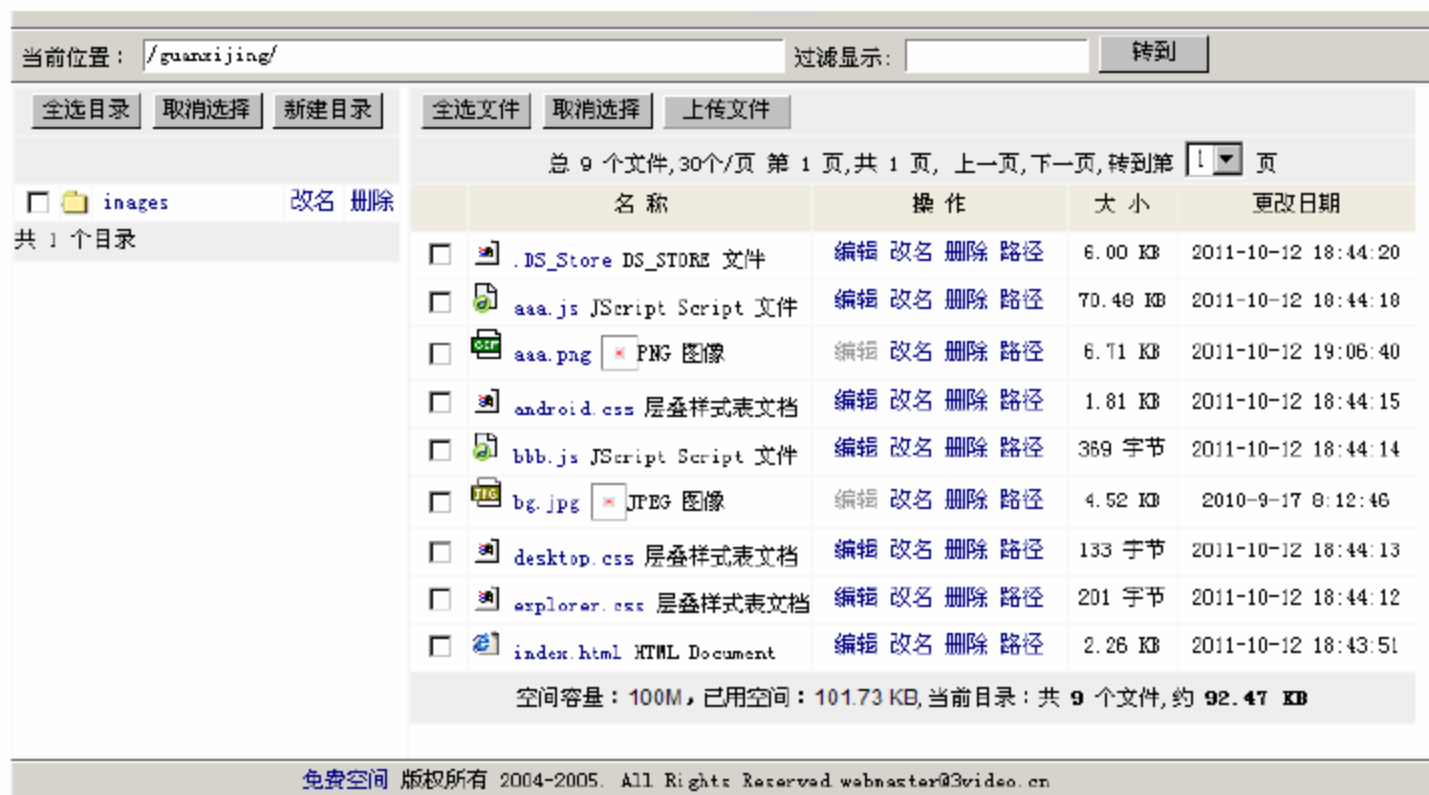 当前位置： /guanxijing/ 过滤显示: 转到
全选目录 取消选择 新建目录
images 改名 删除
共 1 个目录
全选文件 取消选择 上传文件
总 9 个文件,30个/页 第 1 页,共 1 页, 上一页,下一页,转到第 1 页
名 称 操 作 大 小 更改日期
.DS_Store DS_STORE 文件 编辑 改名 删除 路径 6.00 KB 2011-10-12 18:44:20
aaa.js JScript Script 文件 编辑 改名 删除 路径 70.48 KB 2011-10-12 18:44:18
GIF aaa.png PNG 图像 编辑 改名 删除 路径 6.71 KB 2011-10-12 19:06:40
android.css 层叠样式表文档 编辑 改名 删除 路径 1.81 KB 2011-10-12 18:44:15
bbb.js JScript Script 文件 编辑 改名 删除 路径 369 字节 2011-10-12 18:44:14
bg.jpg JPEG 图像 编辑 改名 删除 路径 4.52 KB 2010-9-17 8:12:46
desktop.css 层叠样式表文档 编辑 改名 删除 路径 133 字节 2011-10-12 18:44:13
explorer.css 层叠样式表文档 编辑 改名 删除 路径 201 字节 2011-10-12 18:44:12
index.html HTML Document 编辑 改名 删除 路径 2.26 KB 2011-10-12 18:43:51
空间容量：100M，已用空间：101.73 KB,当前目录：共 9 个文件,约 92.47 KB
免费空间 版权所有 2004-2005. All Rights Reserved webmaster@3video.cn